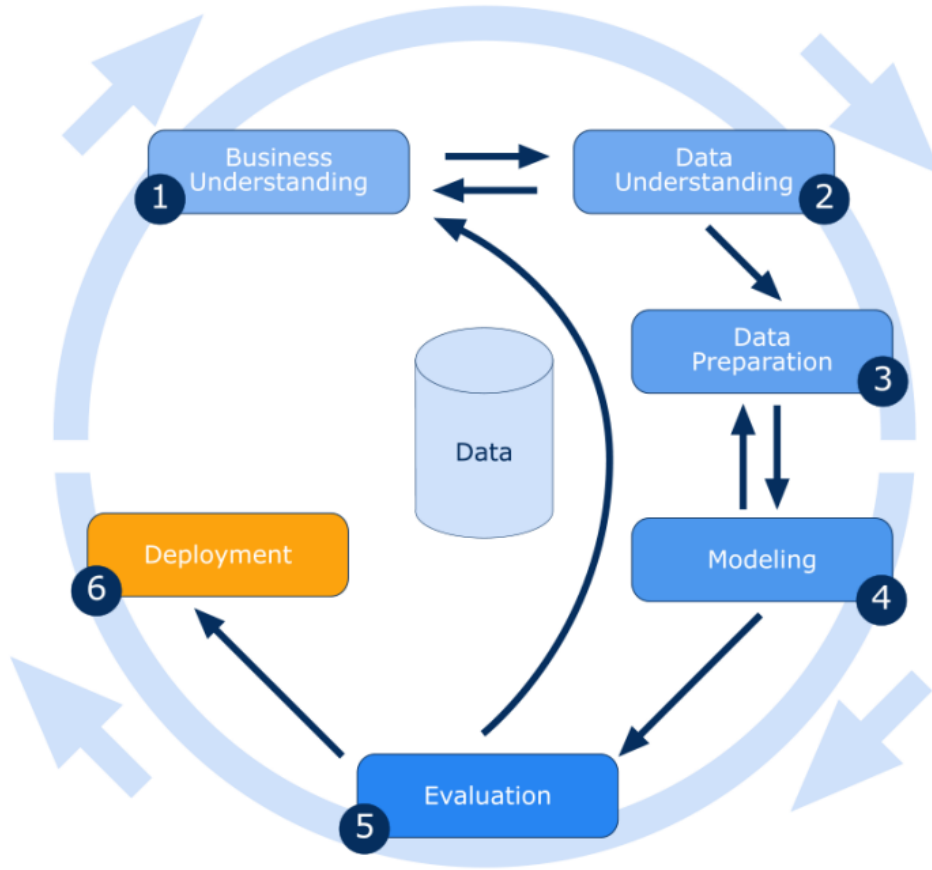 Business
Understanding
1
Data
Understanding
2
Data
Preparation
3
Data
Deployment
6
Modeling
4
Evaluation
5